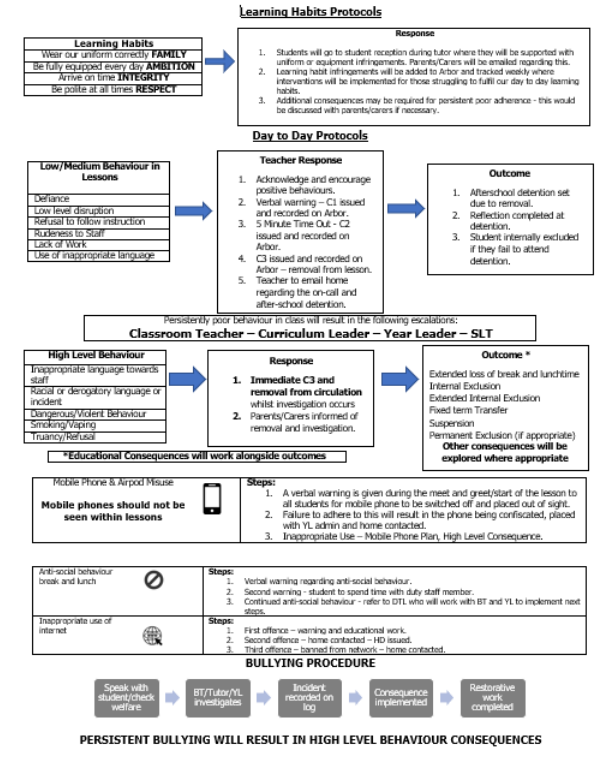 Learning Habits Protocols
Learning Habits
Wear our uniform correctly FAMILY
Be fully equipped every day AMBITION
Arrive on time INTEGRITY
Be polite at all times RESPECT
Response
1. Students will go to student reception during tutor where they will be supported with
uniform or equipment infringements. Parents/Carers will be emailed regarding this.
2. Learning habit infringements will be added to Arbor and tracked weekly where
interventions will be implemented for those struggling to fulfil our day to day learning
habits.
3. Additional consequences may be required for persistent poor adherence - this would
be discussed with parents/carers if necessary.
Day to Day Protocols
Low/Medium Behaviour in
Lessons
Defiance
Low level disruption
Refusal to follow instruction
Rudeness to Staff
Lack of Work
Use of inappropriate language
Teacher Response
1. Acknowledge and encourage
positive behaviours.
2. Verbal warning – C1 issued
and recorded on Arbor.
3. 5 Minute Time Out - C2
issued and recorded on
Arbor.
4. C3 issued and recorded on
Arbor – removal from lesson.
5. Teacher to email home
regarding the on-call and
after-school detention.
Outcome
1. Afterschool detention set
due to removal.
2. Reflection completed at
detention.
3. Student internally excluded
if they fail to attend
detention.
Persistently poor behaviour in class will result in the following escalations:
Classroom Teacher – Curriculum Leader – Year Leader – SLT
High Level Behaviour
Inappropriate language towards
staff
Racial or derogatory language or
incident
Dangerous/Violent Behaviour
Smoking/Vaping
Truancy/Refusal
Response
1. Immediate C3 and
removal from circulation
whilst investigation occurs
2. Parents/Carers informed of
removal and investigation.
Outcome *
Extended loss of break and lunchtime
Internal Exclusion
Extended Internal Exclusion
Fixed term Transfer
Suspension
Permanent Exclusion (if appropriate)
Other consequences will be
explored where appropriate
*Educational Consequences will work alongside outcomes
Mobile Phone & Airpod Misuse
Mobile phones should not be
seen within lessons
Steps:
1. A verbal warning is given during the meet and greet/start of the lesson to
all students for mobile phone to be switched off and placed out of sight.
2. Failure to adhere to this will result in the phone being confiscated, placed
with YL admin and home contacted.
3. Inappropriate Use – Mobile Phone Plan, High Level Consequence.
Anti-social behaviour
break and lunch
Steps:
1. Verbal warning regarding anti-social behaviour.
2. Second warning - student to spend time with duty staff member.
3. Continued anti-social behaviour - refer to DTL who will work with BT and YL to implement next
steps.
Inappropriate use of
internet
Steps:
1. First offence – warning and educational work.
2. Second offence – home contacted – HD issued.
3. Third offence – banned from network – home contacted.
BULLYING PROCEDURE
Speak with
student/check
welfare
BT/Tutor/YL
investigates
Incident
recorded on
log
Consequence
implemented
Restorative
work
completed
PERSISTENT BULLYING WILL RESULT IN HIGH LEVEL BEHAVIOUR CONSEQUENCES